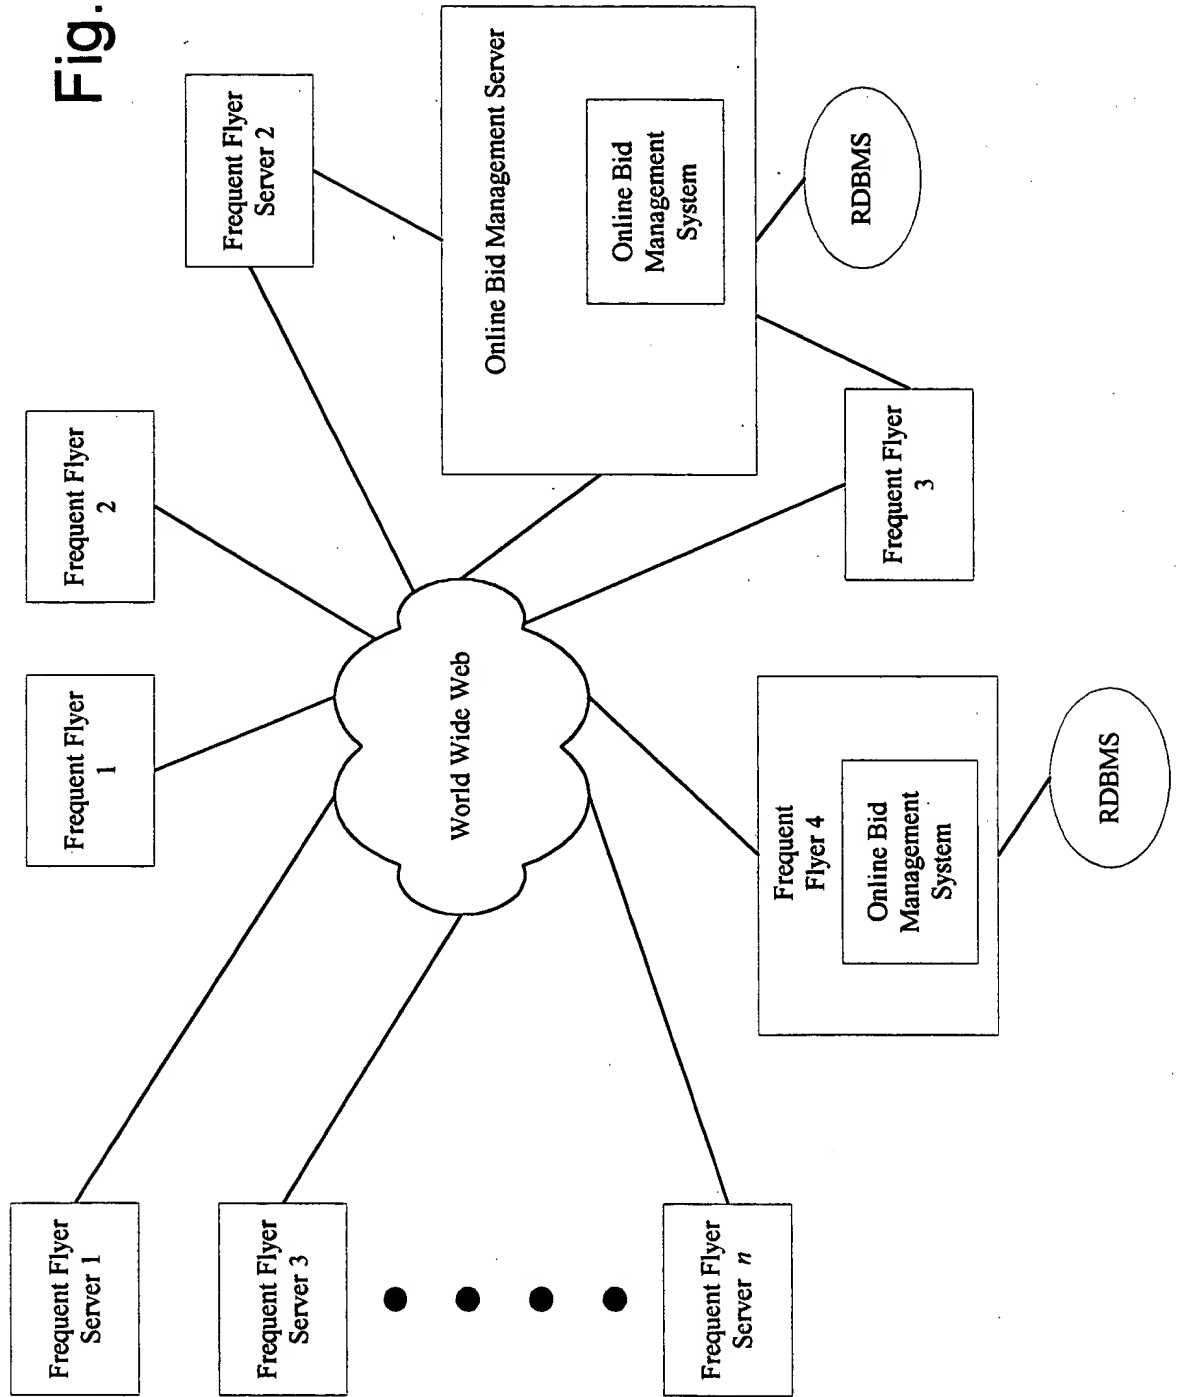 Fig.
Frequent Flyer
Server 1
Frequent Flyer
1
Frequent Flyer
2
Frequent Flyer
Server 2
Frequent Flyer
Server 3
World Wide Web
Online Bid Management Server
Online Bid
Management
System
Frequent Flyer
Server n
Frequent
Flyer 4
Online Bid
Management
System
Frequent Flyer
3
RDBMS
RDBMS